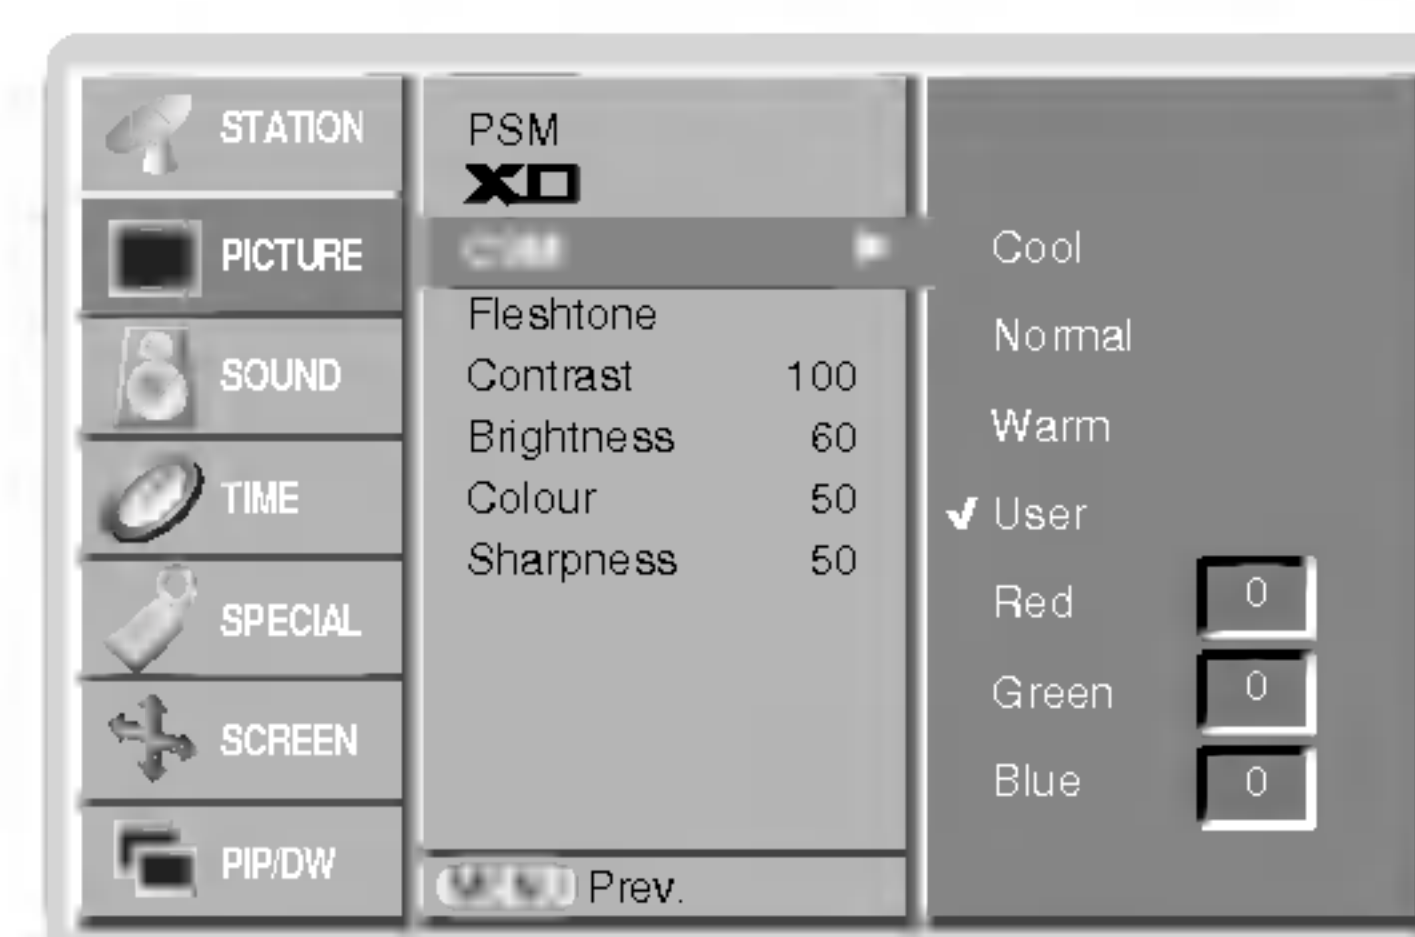 STATION
PICTURE
SOUND
TIME
SPECIAL
SCREEN
PIP/DW
PSM
XD
Fleshtone
Contrast 100
Brightness 60
Colour 50
Sharpness 50
Prev.
Cool
Normal
Warm
✓ User
Red 0
Green 0
Blue 0